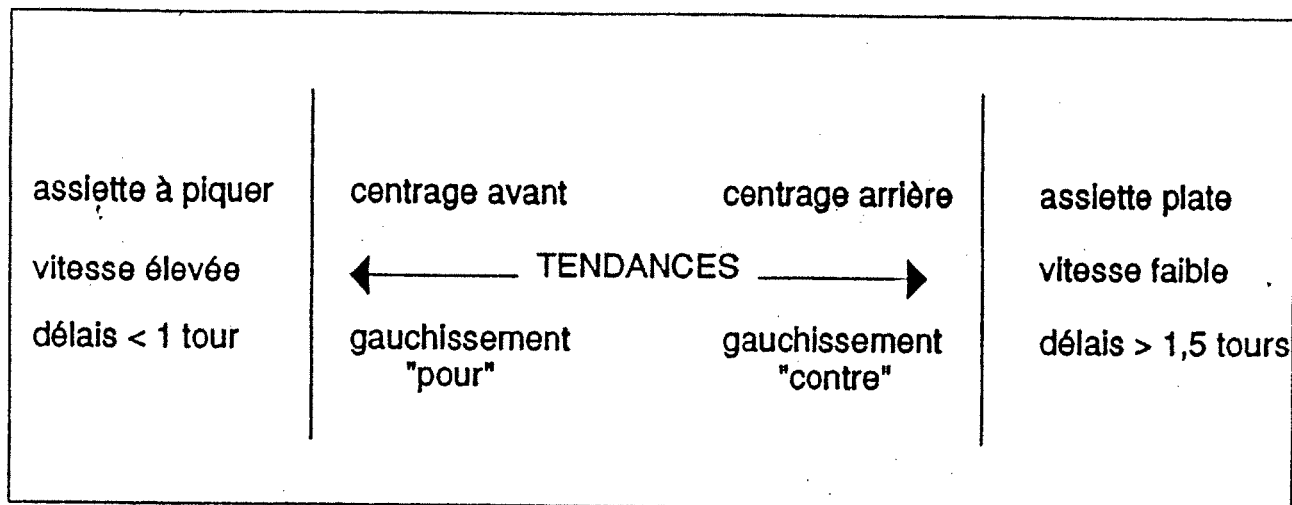 assiette à piquer centrage avant centrage arrière assiette plate
vitesse élevée TENDANCES vitesse faible
délais < 1 tour gauchissement gauchissement délais > 1,5 tours
"pour" "contre"